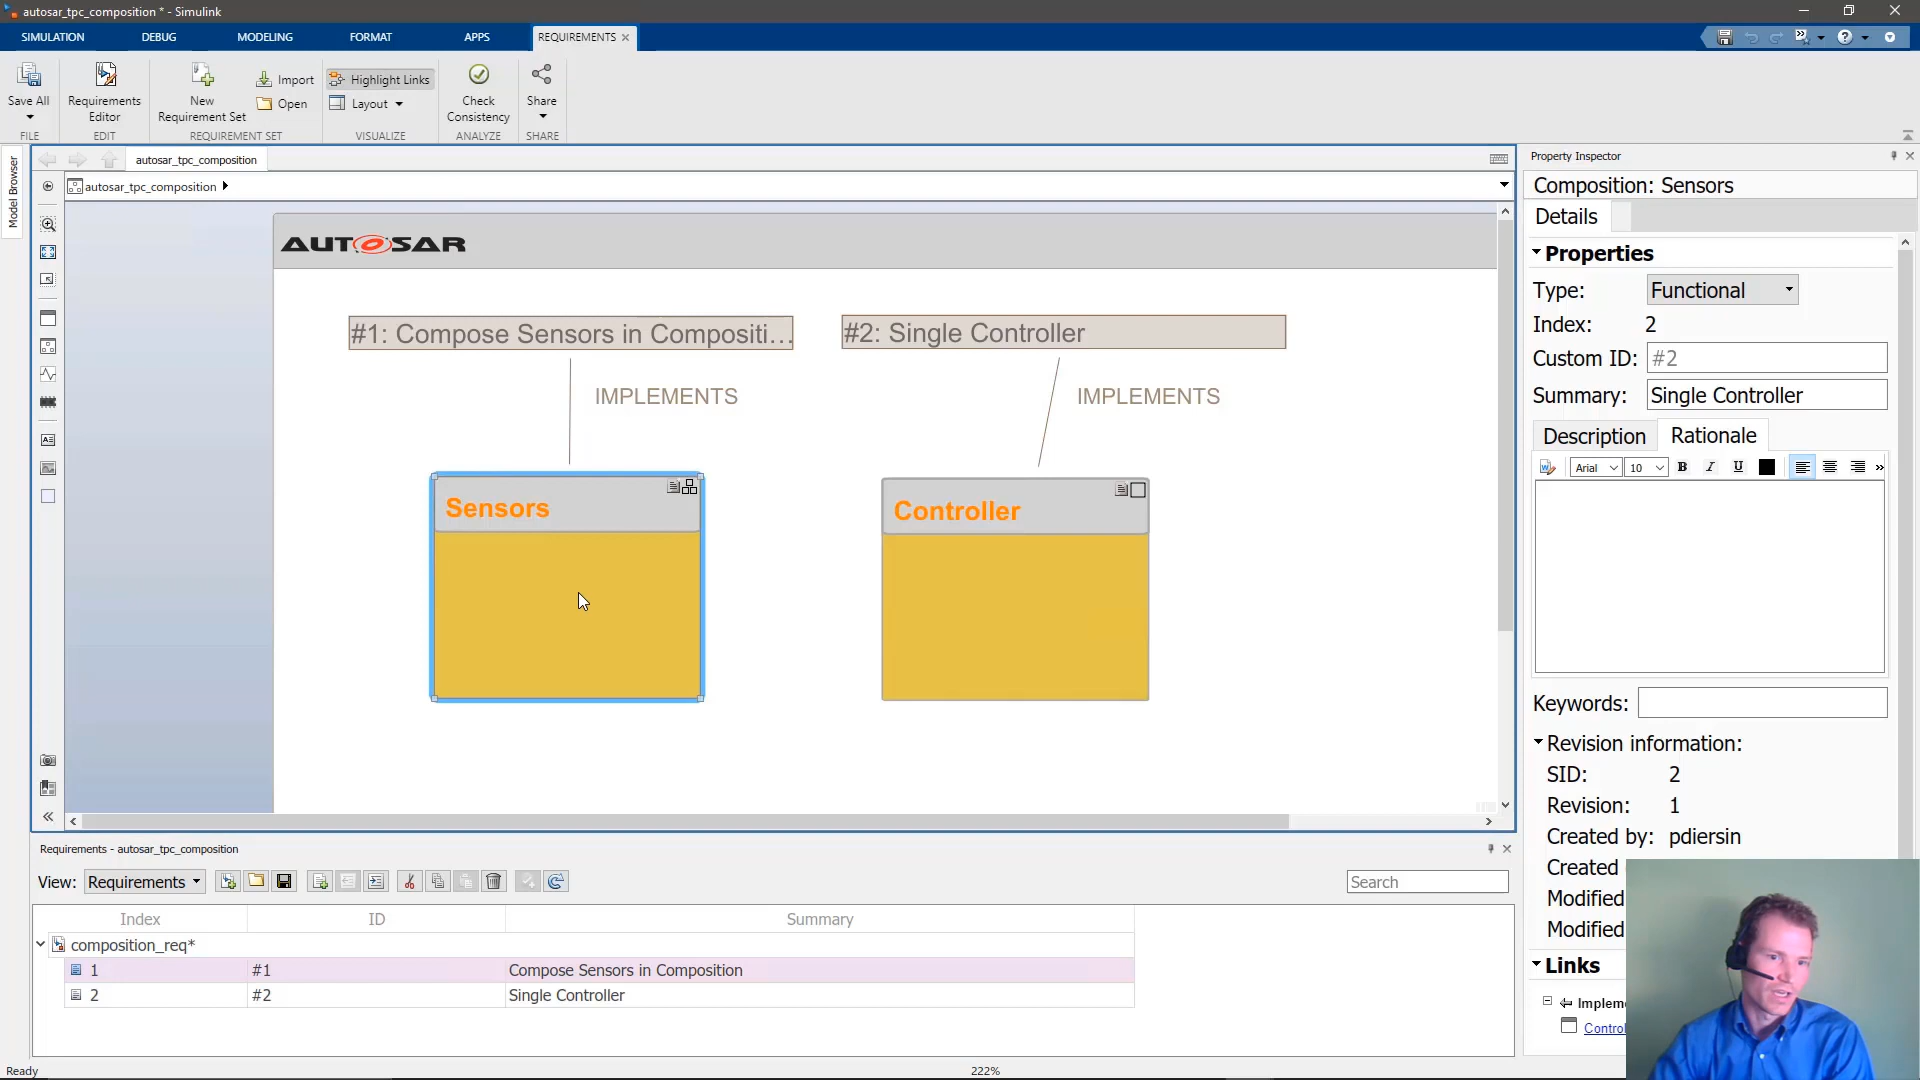 autosar_tpc_composition * - Simulink
SIMULATION DEBUG MODELING FORMAT APPS REQUIREMENTS
Save All
Requirements Editor
New Requirement Set
Import
Open
Highlight Links
Layout
Check Consistency
Share
FILE EDIT REQUIREMENT SET VISUALIZE ANALYZE SHARE
Model Browser
autosar_tpc_composition
autosar_tpc_composition
AUTOSAR
#1: Compose Sensors in Compositi...
#2: Single Controller
IMPLEMENTS
IMPLEMENTS
Sensors
Controller
Property Inspector
Composition: Sensors
Details
Properties
Type: Functional
Index: 2
Custom ID: #2
Summary: Single Controller
Description Rationale
Arial 10 B I U
Keywords:
Revision information:
SID: 2
Revision: 1
Created by: pdiersin
Created
Modified
Modified
Links
Implem
Control
Requirements - autosar_tpc_composition
View: Requirements
Search
Index ID Summary
composition_req*
1 #1 Compose Sensors in Composition
2 #2 Single Controller
Ready
222%